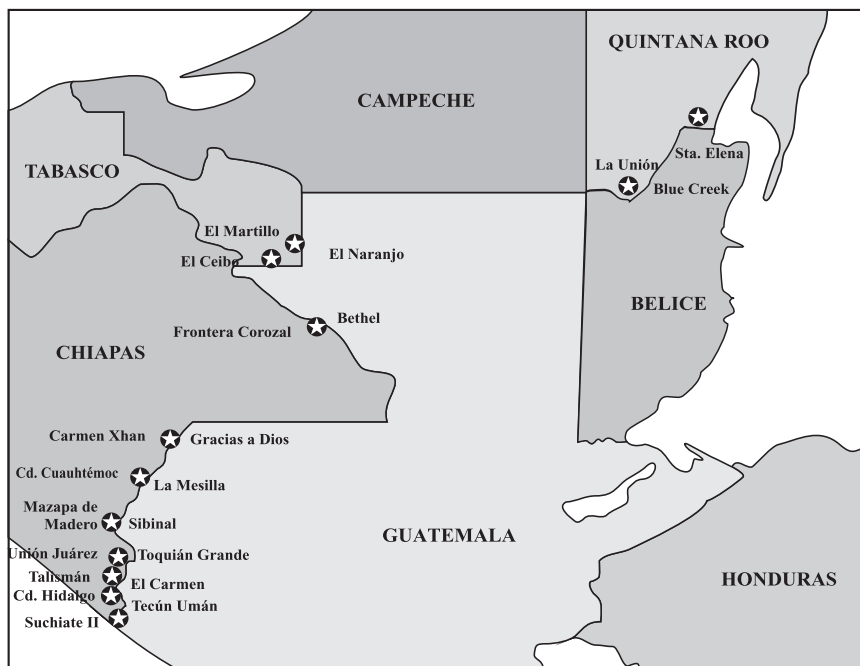 QUINTANA ROO
CAMPECHE
Sta. Elena
La Unión
TABASCO
Blue Creek
El Martillo
El Naranjo
El Ceibo
BELICE
Bethel
Frontera Corozal
CHIAPAS
Carmen Xhan
Gracias a Dios
Cd. Cuauhtémoc
La Mesilla
Mazapa de
Madero
Sibinal
GUATEMALA
Unión Juárez
Toquián Grande
Talismán
El Carmen
HONDURAS
Cd. Hidalgo
Tecún Umán
Suchiate II